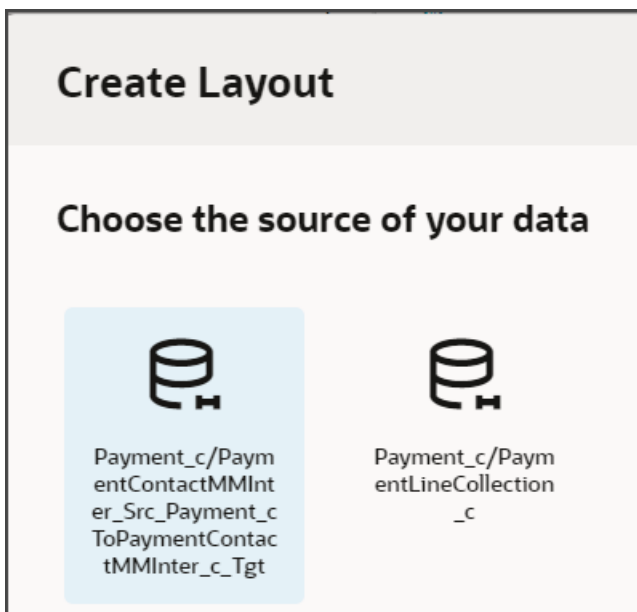 Create Layout
Choose the source of your data
Payment_c/Paym
entContactMMInt
er_Src_Payment_c
ToPaymentContac
tMMInter_c_Tgt
Payment_c/Paym
entLineCollection
_c